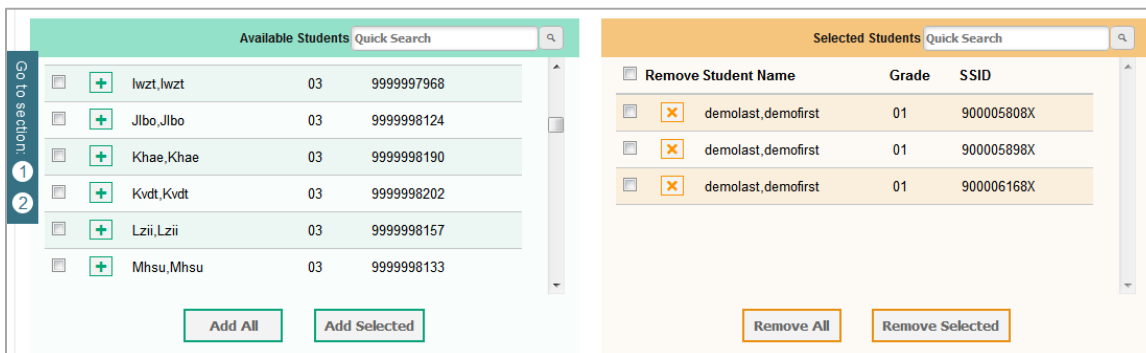 Go to section:
1
2
Available Students Quick Search
Iwzt,Iwzt 03 9999997968
Jlbo,Jlbo 03 9999998124
Khae,Khae 03 9999998190
Kvdt,Kvdt 03 9999998202
Lzii,Lzii 03 9999998157
Mhsu,Mhsu 03 9999998133
Add All Add Selected
Selected Students Quick Search
Remove Student Name Grade SSID
demolast,demofirst 01 900005808X
demolast,demofirst 01 900005898X
demolast,demofirst 01 900006168X
Remove All Remove Selected